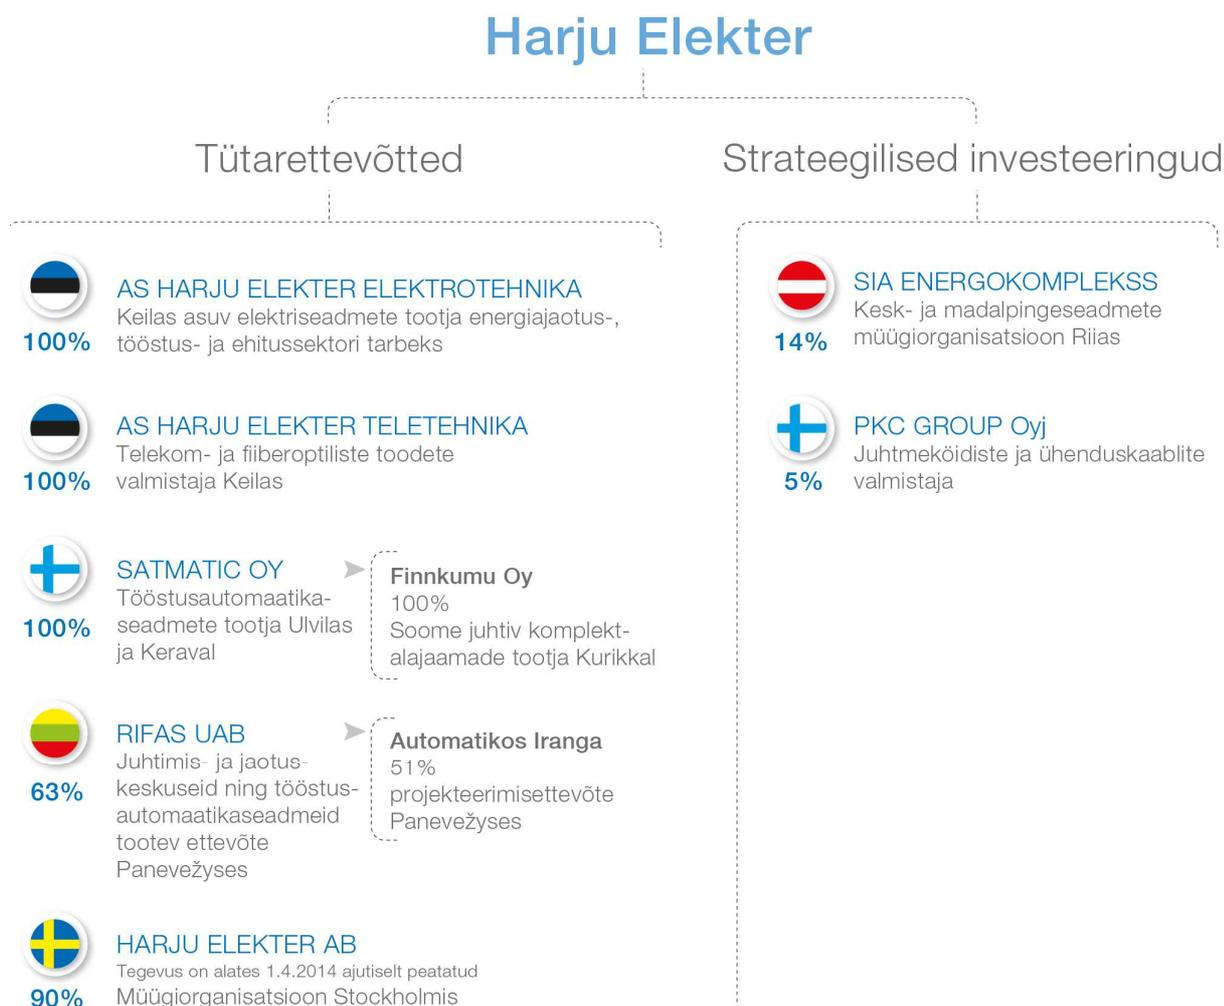 Harju Elekter
Tütarettevõtted
AS HARJU ELEKTER ELEKTROTEHNIKA
Keilas asuv elektriseadmete tootja energiajaotus-,
tööstus- ja ehitussektori tarbeks
100%
AS HARJU ELEKTER TELETEHNIKA
Telekom- ja fiiberoptiliste toodete
valmistaja Keilas
100%
SATMATIC OY
Tööstusautomaatika-
seadmete tootja Ulvilas
ja Keraval
100%
Finnkumu Oy
100%
Soome juhtiv komplekt-
alajaamade tootja Kurikkal
RIFAS UAB
Juhtimis- ja jaotus-
keskuseid ning tööstus-
automaatikaseadmeid
tootev ettevõte
Panevežyses
63%
Automatikos Iranga
51%
projekteerimisettevõte
Panevežyses
HARJU ELEKTER AB
Tegevus on alates 1.4.2014 ajutiselt peatatud
Müügiorganisatsioon Stockholmis
90%
Strateegilised investeeringud
SIA ENERGOKOMPLEKSS
Kesk- ja madalpingeseadmete
müügiorganisatsioon Riias
14%
PKC GROUP Oyj
Juhtmeköidiste ja ühenduskaablite
valmistaja
5%